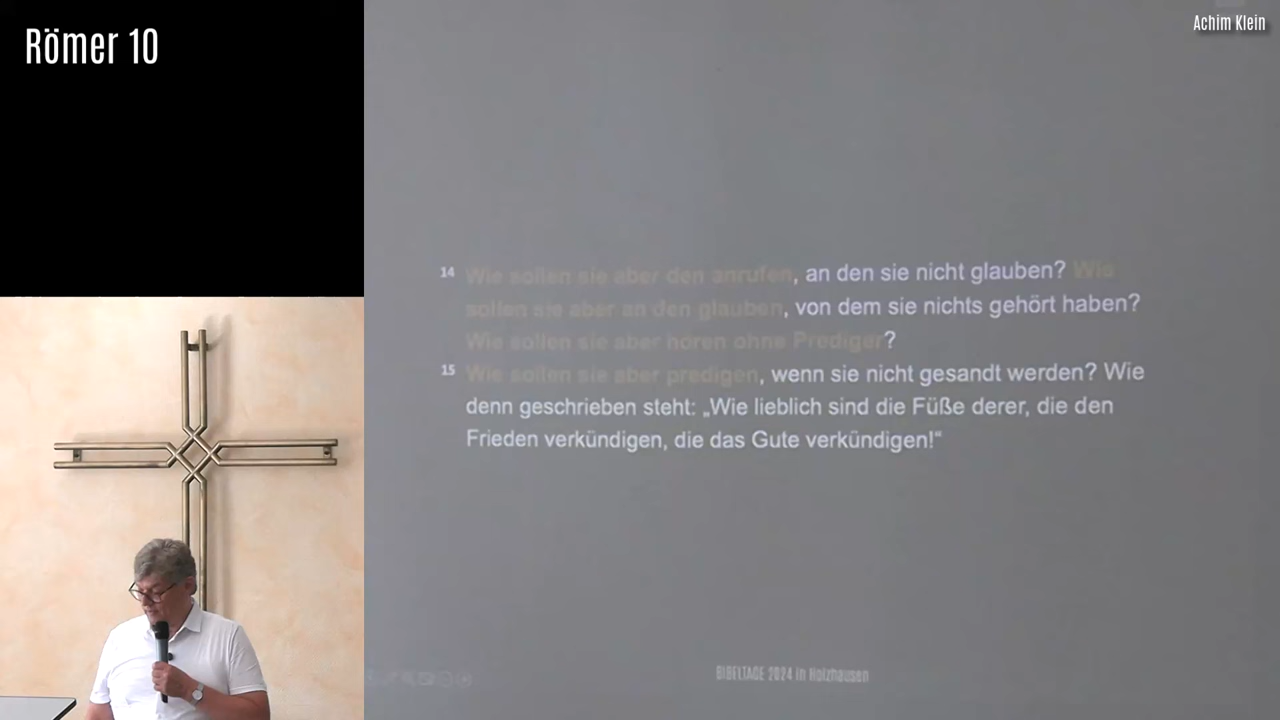 Römer 10
Achim Klein
14 Wie sollen sie aber den anrufen, an den sie nicht glauben? Wie
sollen sie aber an den glauben, von dem sie nichts gehört haben?
Wie sollen sie aber hören ohne Prediger?
15 Wie sollen sie aber predigen, wenn sie nicht gesandt werden? Wie
denn geschrieben steht: „Wie lieblich sind die Füße derer, die den
Frieden verkündigen, die das Gute verkündigen!“
BIBELTAGE 2024 in Holzhausen